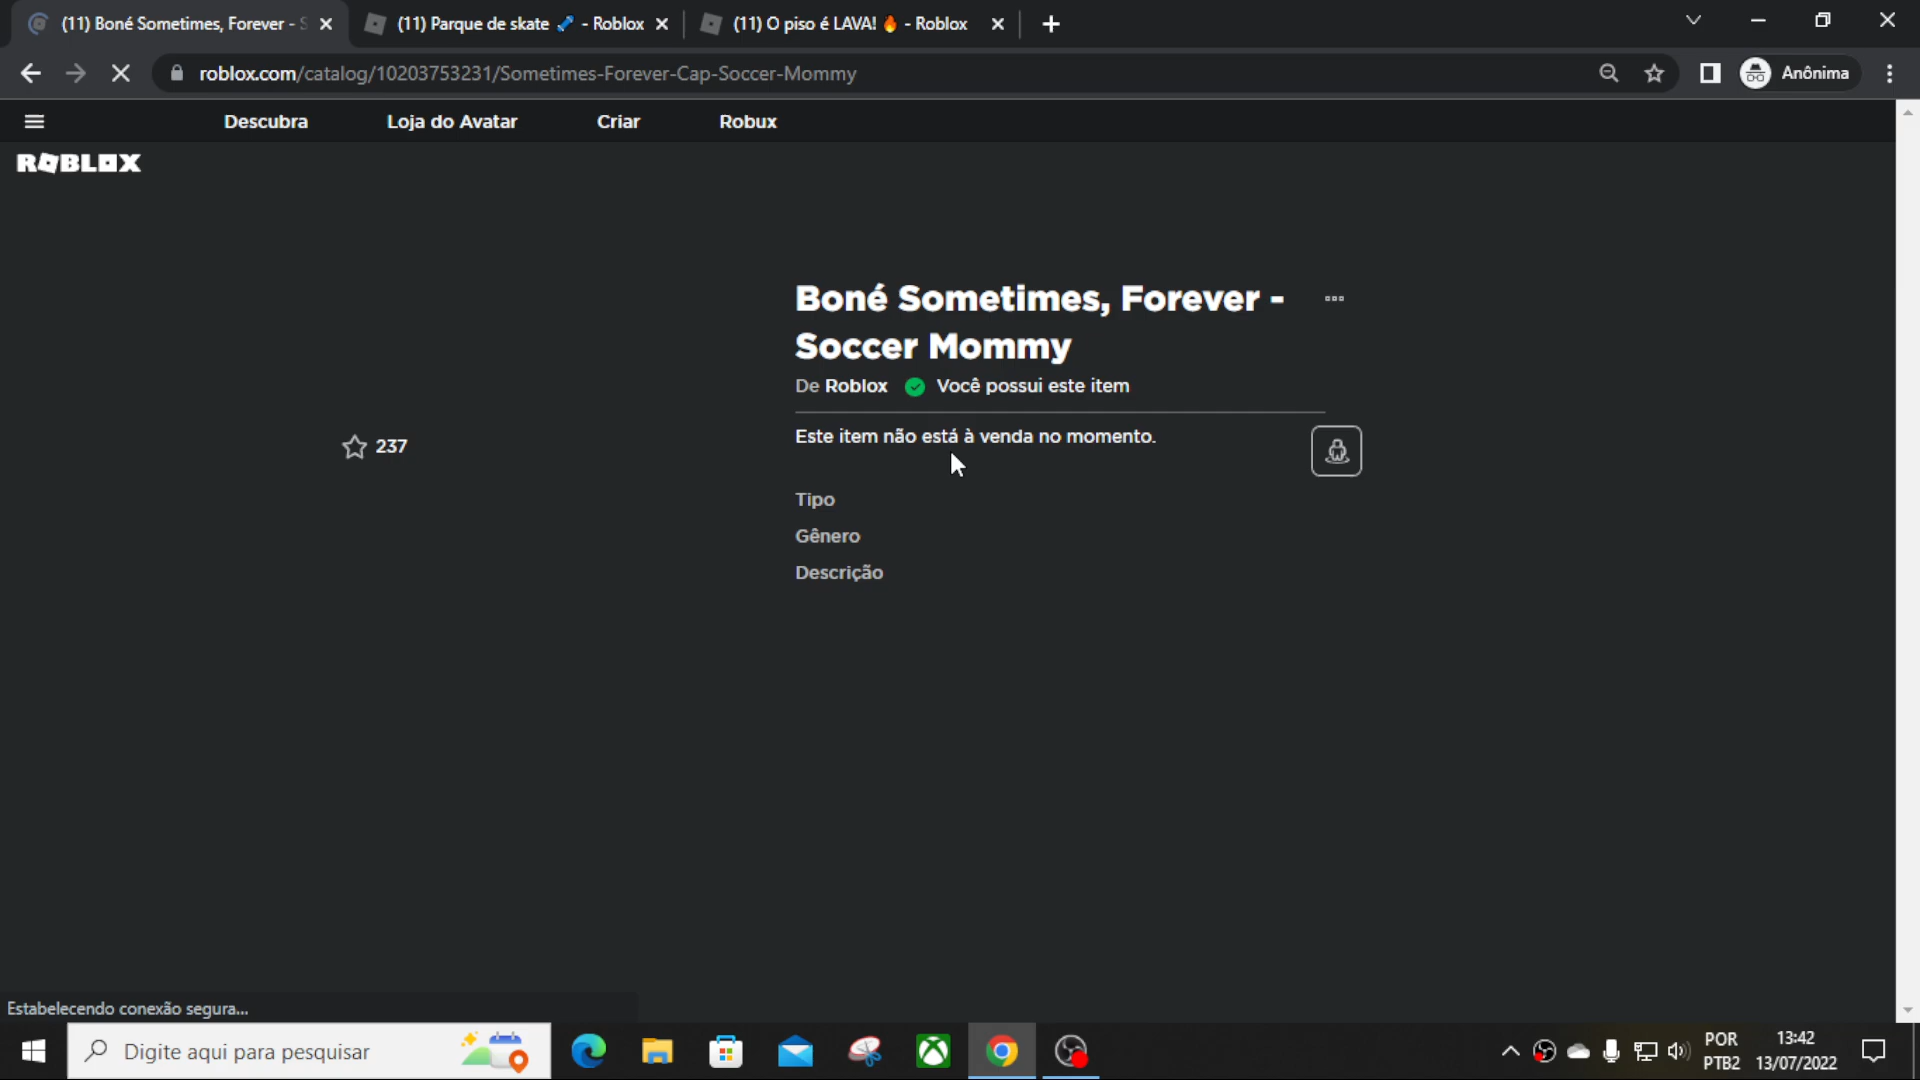 (11) Boné Sometimes, Forever - S
(11) Parque de skate - Roblox
(11) O piso é LAVA! - Roblox
roblox.com/catalog/10203753231/Sometimes-Forever-Cap-Soccer-Mommy
Anônima
Descubra
Loja do Avatar
Criar
Robux
ROBLOX
Boné Sometimes, Forever -
Soccer Mommy
De Roblox Você possui este item
237
Este item não está à venda no momento.
Tipo
Gênero
Descrição
Estabelecendo conexão segura...
Digite aqui para pesquisar
POR
PTB2
13:42
13/07/2022